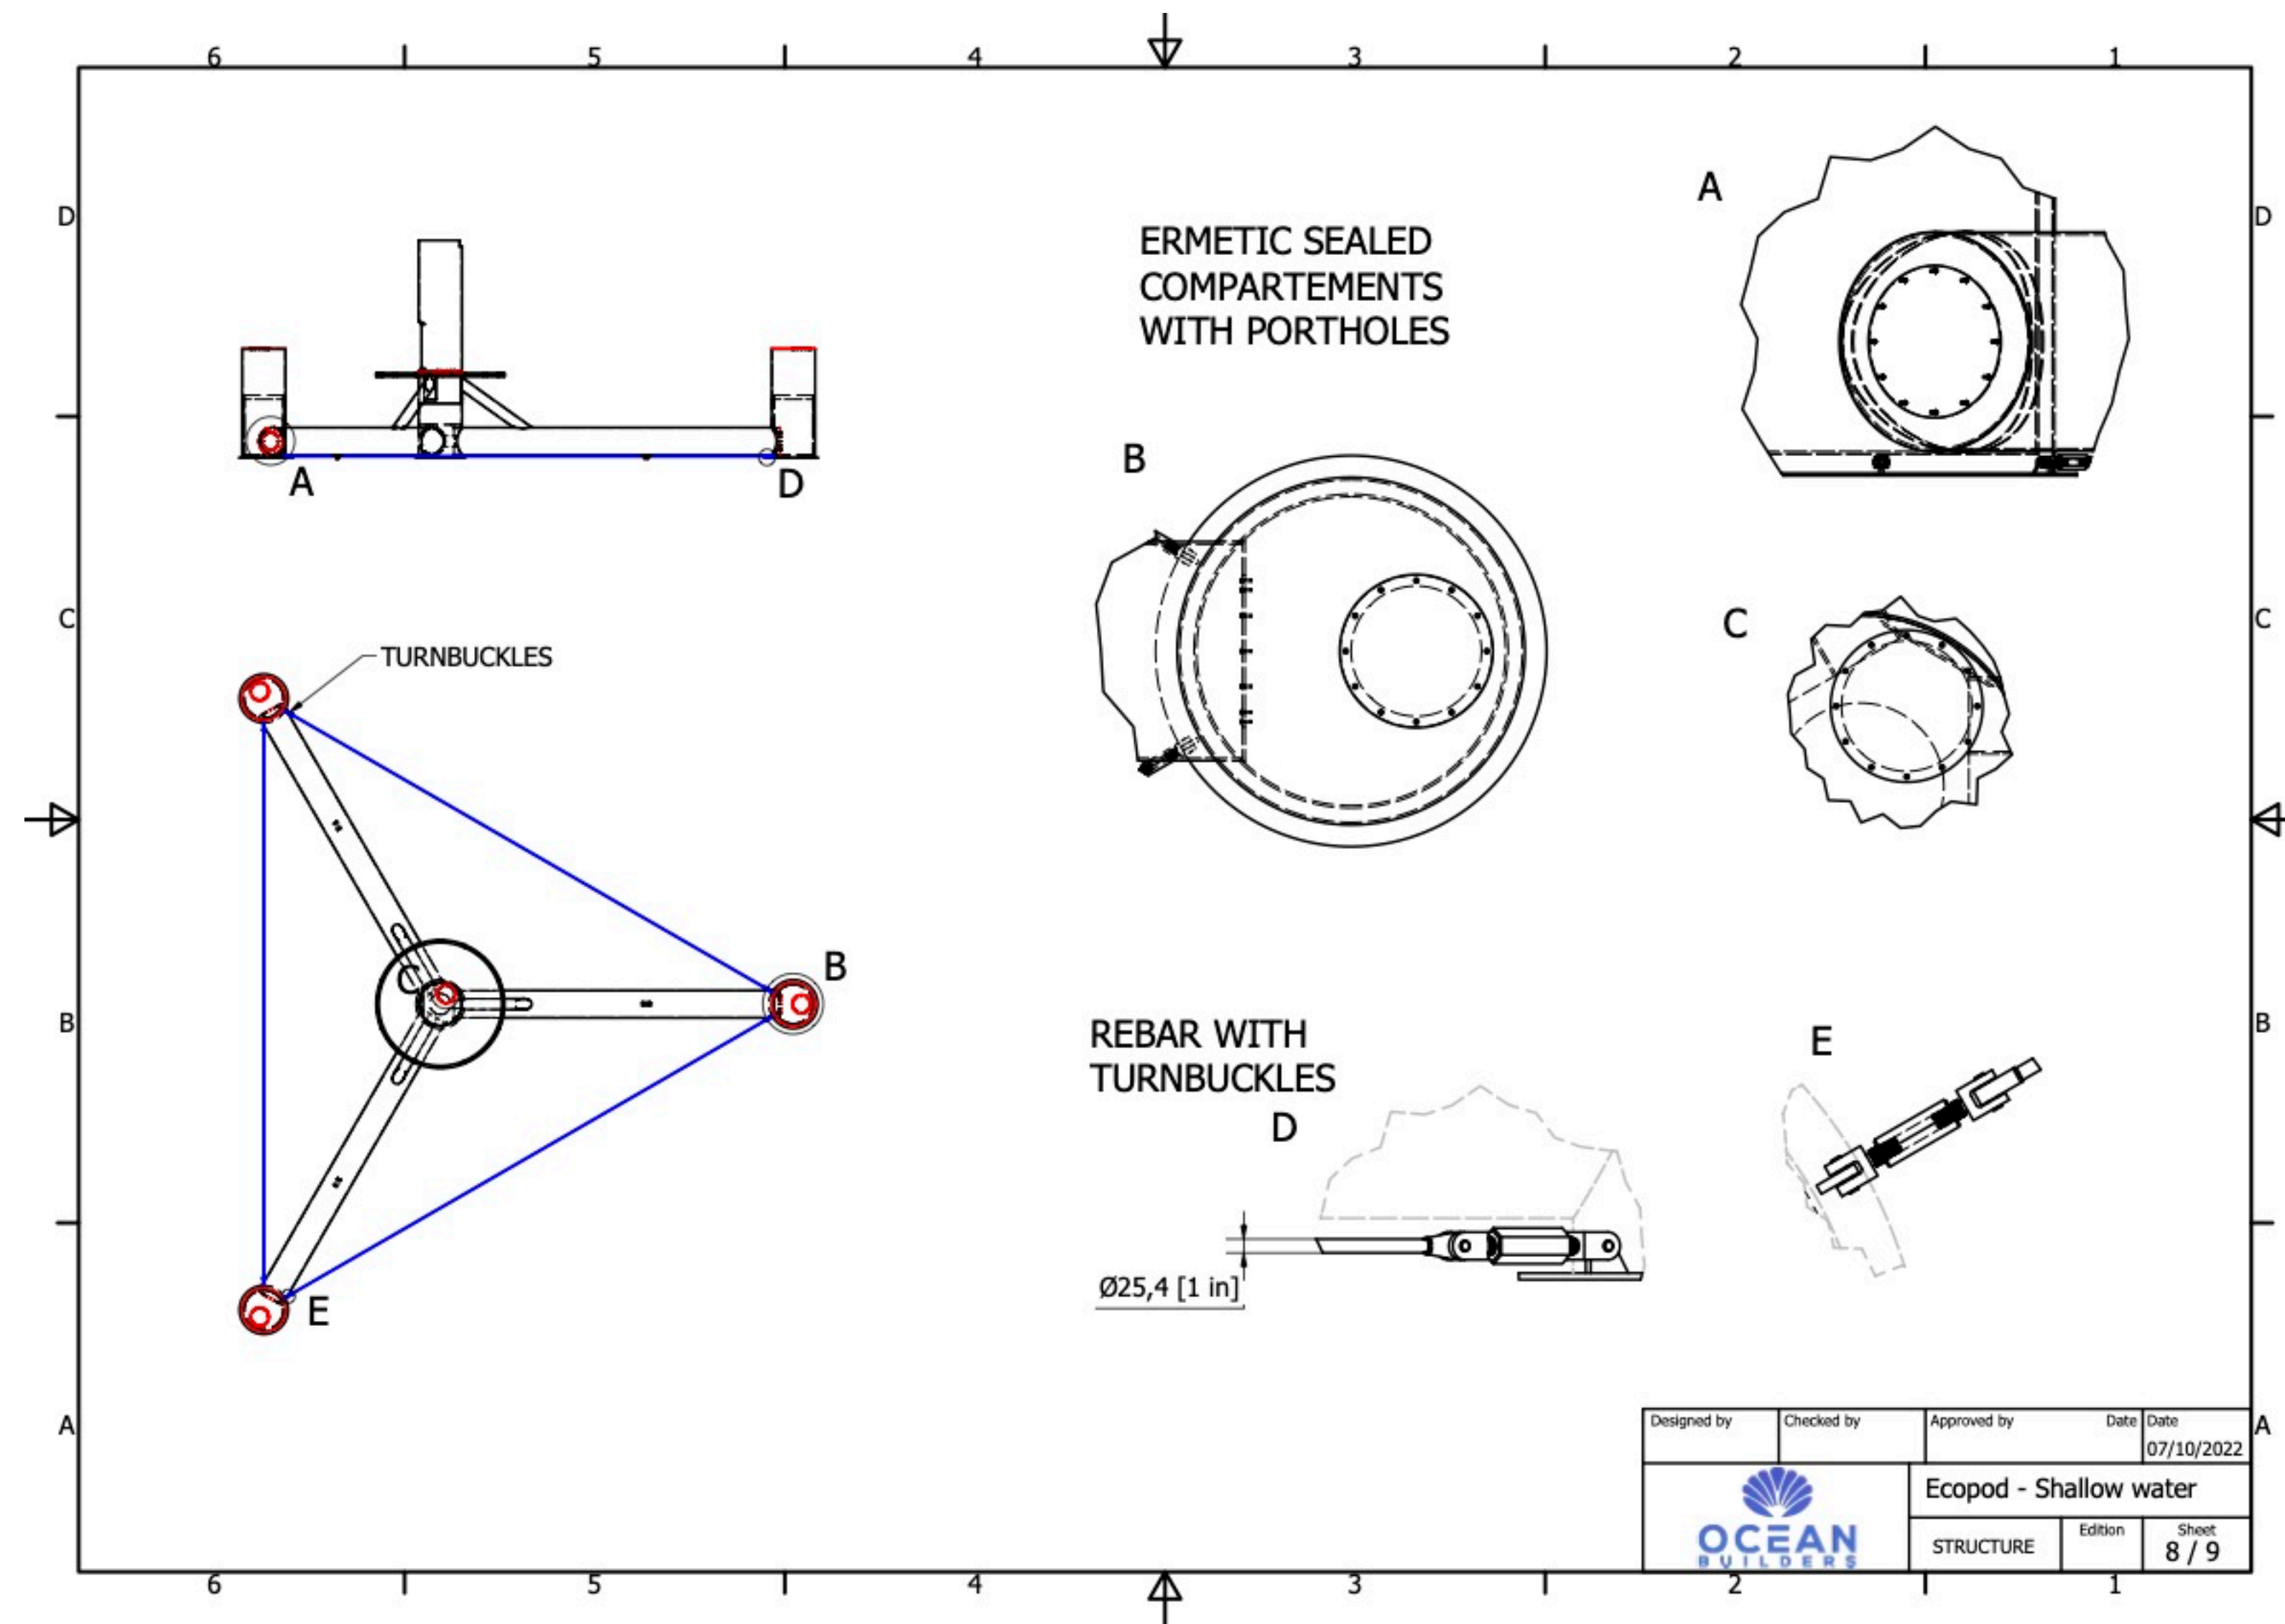 6 5 4 3 2 1
D D
A
ERMETIC SEALED
COMPARTEMENTS
WITH PORTHOLES
B
A D
C C
C
TURNBUCKLES
B
B B
REBAR WITH
TURNBUCKLES
E
D
Ø25,4 [1 in]
E
A A
Designed by Checked by Approved by Date Date
07/10/2022
Ecopod - Shallow water
OCEAN
BUILDERS
STRUCTURE Edition Sheet
8 / 9
6 5 4 3 2 1